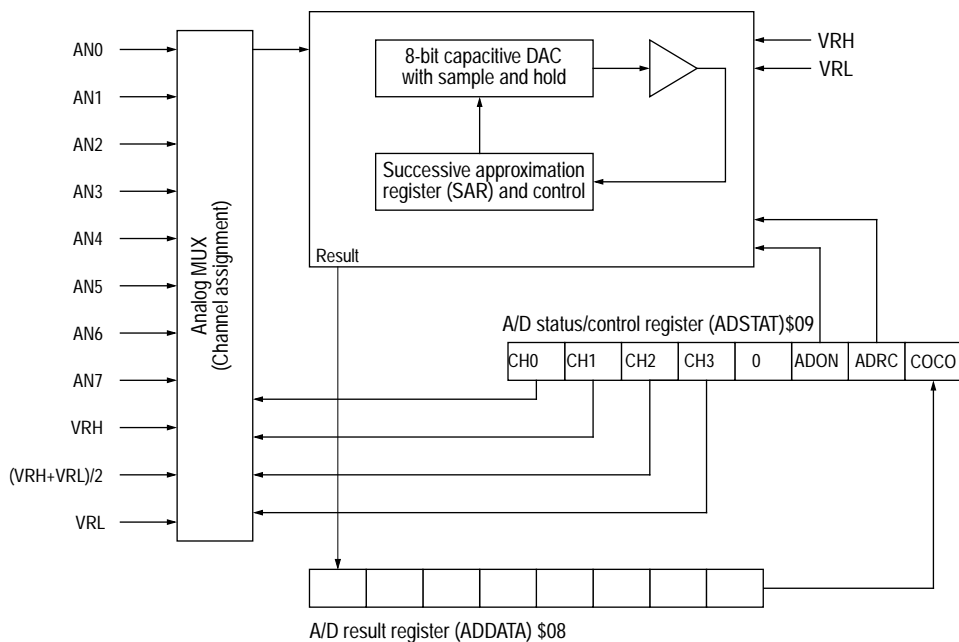 AN0
AN1
AN2
AN3
AN4
AN5
AN6
AN7
VRH
(VRH+VRL)/2
VRL
Analog MUX
(Channel assignment)
8-bit capacitive DAC
with sample and hold
Successive approximation
register (SAR) and control
Result
VRH
VRL
A/D status/control register (ADSTAT)$09
CH0 CH1 CH2 CH3 0 ADON ADRC COCO
A/D result register (ADDATA) $08